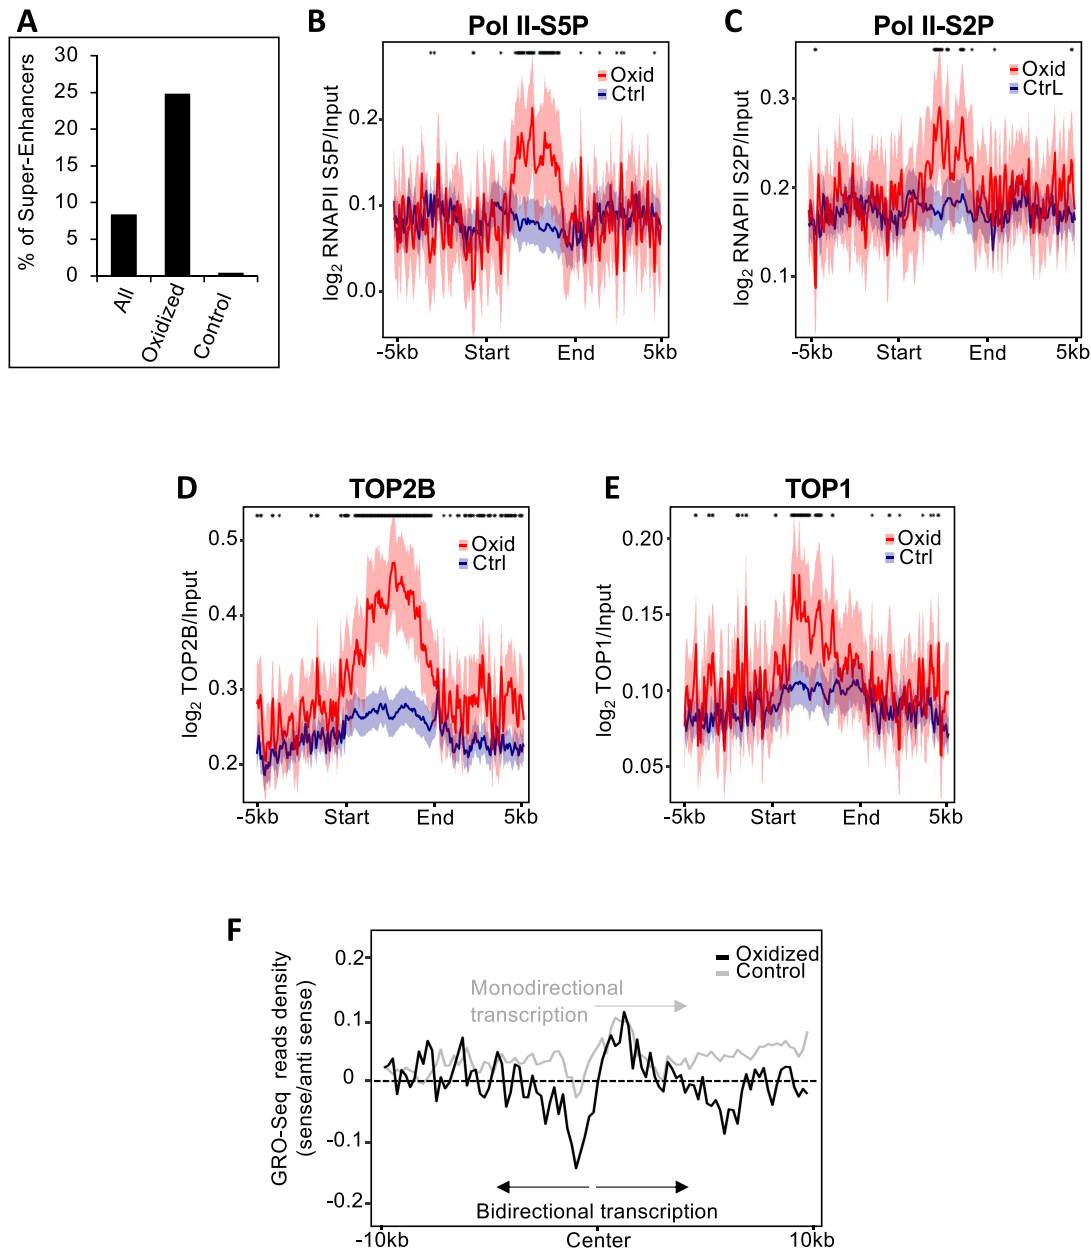 A
% of Super-Enhancers
30
25
20
15
10
5
0
All
Oxidized
Control
B
Pol II-S5P
log2 RNAPII S5P/Input
0.2
0.1
0.0
Oxid
Ctrl
-5kb Start End 5kb
C
Pol II-S2P
log2 RNAPII S2P/Input
0.3
0.2
0.1
Oxid
CtrL
-5kb Start End 5kb
D
TOP2B
log2 TOP2B/Input
0.5
0.4
0.3
0.2
Oxid
Ctrl
-5kb Start End 5kb
E
TOP1
log2 TOP1/Input
0.20
0.15
0.10
0.05
Oxid
Ctrl
-5kb Start End 5kb
F
GRO-Seq reads density
(sense/anti sense)
0.2
0.1
0
-0.1
-0.2
Oxidized
Control
Monodirectional
transcription
Bidirectional transcription
-10kb Center 10kb